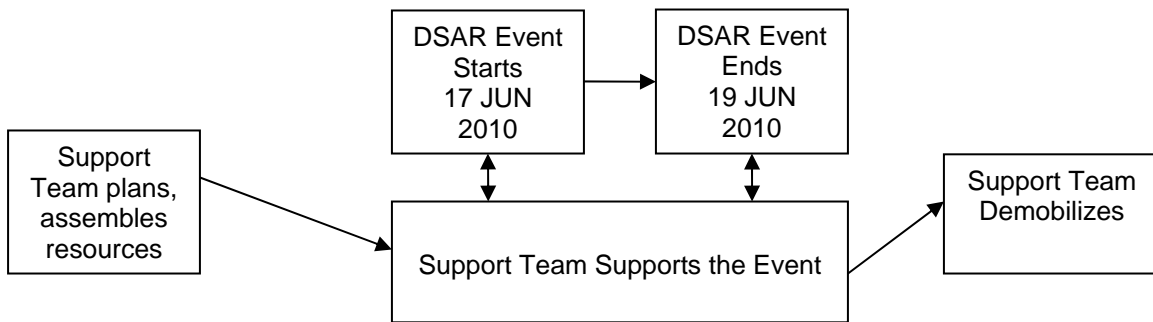 DSAR Event
Starts
17 JUN
2010
DSAR Event
Ends
19 JUN
2010
Support
Team plans,
assembles
resources
Support Team Supports the Event
Support Team
Demobilizes